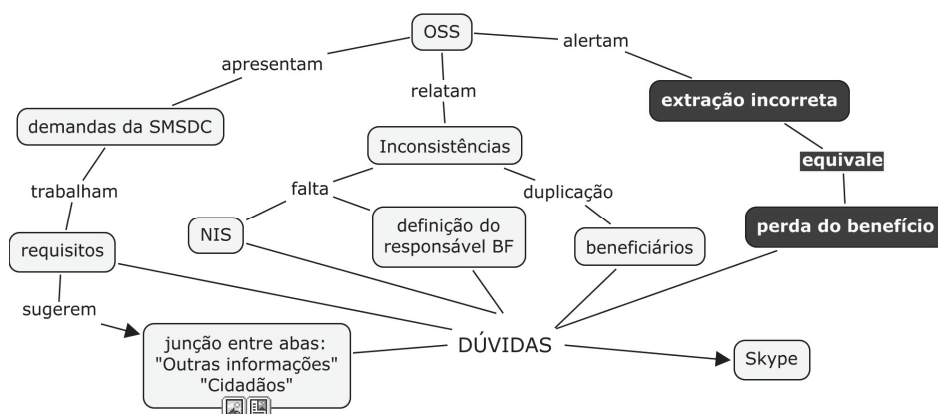 OSS
apresentam
alertam
relatam
extração incorreta
demandas da SMSDC
Inconsistências
equivale
trabalham
falta
duplicação
NIS
definição do
responsável BF
perda do benefício
requisitos
beneficiários
sugerem
junção entre abas:
"Outras informações"
"Cidadãos"
DÚVIDAS
Skype